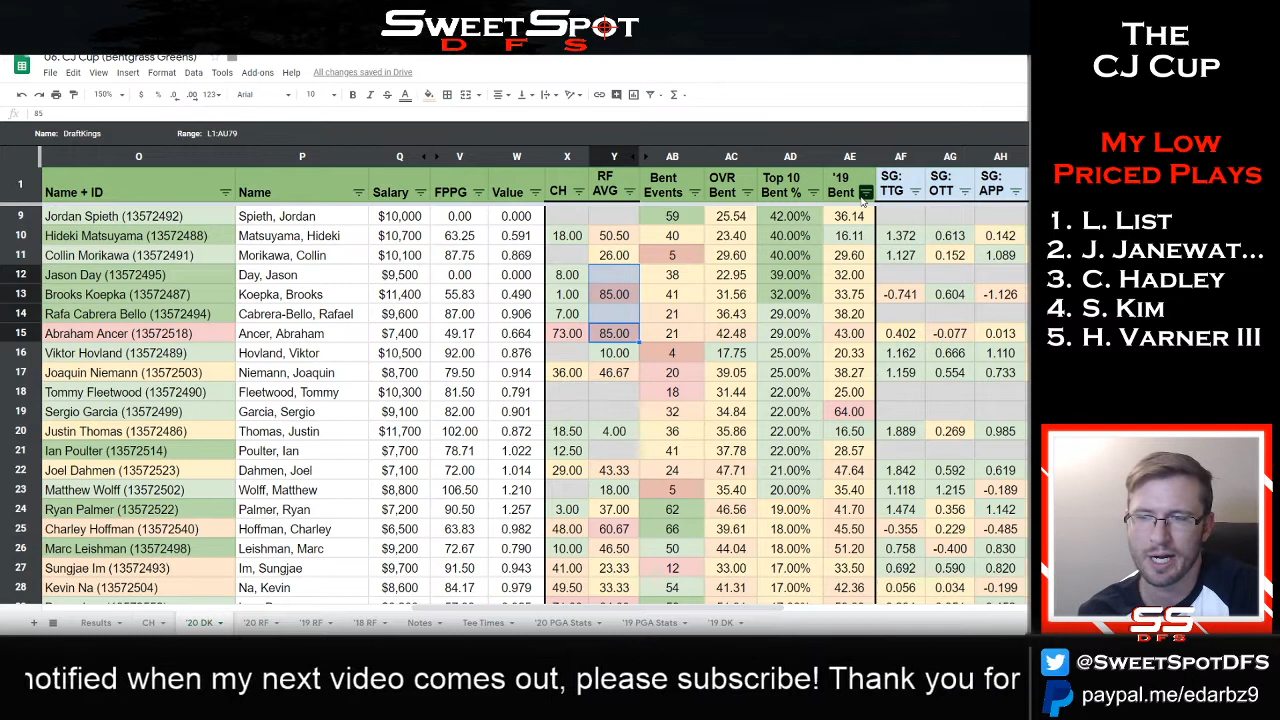 SWEETSPOT
DFS
06. CJ Cup (Bentgrass Greens)
File Edit View Insert Format Data Tools Add-ons Help All changes saved in Drive
150% $ % .0 .00 123 Arial 10 B I S A
fx 85
Name: DraftKings Range: L1:AU79
O P Q V W X Y AB AC AD AE AF AG AH
1 Name + ID Name Salary FPPG Value CH RF AVG Bent Events OVR Bent Top 10 Bent % '19 Bent SG: TTG SG: OTT SG: APP
9 Jordan Spieth (13572492) Spieth, Jordan $10,000 0.00 0.000 59 25.54 42.00% 36.14
10 Hideki Matsuyama (13572488) Matsuyama, Hideki $10,700 63.25 0.591 18.00 50.50 40 23.40 40.00% 16.11 1.372 0.613 0.142
11 Collin Morikawa (13572491) Morikawa, Collin $10,100 87.75 0.869 26.00 5 29.60 40.00% 29.60 1.127 0.152 1.089
12 Jason Day (13572495) Day, Jason $9,500 0.00 0.000 8.00 38 22.95 39.00% 32.00
13 Brooks Koepka (13572487) Koepka, Brooks $11,400 55.83 0.490 1.00 85.00 41 31.56 32.00% 33.75 -0.741 0.604 -1.126
14 Rafa Cabrera Bello (13572494) Cabrera-Bello, Rafael $9,600 87.00 0.906 7.00 21 36.43 29.00% 38.00
15 Abraham Ancer (13572518) Ancer, Abraham $7,400 49.17 0.664 73.00 85.00 21 42.48 29.00% 43.00 0.402 -0.077 0.013
16 Viktor Hovland (13572489) Hovland, Viktor $10,500 92.00 0.876 10.00 4 17.75 25.00% 20.33 1.162 0.666 1.110
17 Joaquin Niemann (13572503) Niemann, Joaquin $8,700 79.50 0.914 36.00 46.67 20 39.05 25.00% 38.27 1.159 0.554 0.733
18 Tommy Fleetwood (13572490) Fleetwood, Tommy $10,300 81.50 0.791 18 31.44 22.00% 25.00
19 Sergio Garcia (13572499) Garcia, Sergio $9,100 82.00 0.901 32 34.84 22.00% 64.00
20 Justin Thomas (13572486) Thomas, Justin $11,700 102.00 0.872 18.50 4.00 36 35.86 22.00% 16.50 1.889 0.269 0.985
21 Ian Poulter (13572514) Poulter, Ian $7,700 78.71 1.022 12.50 41 37.78 22.00% 28.57
22 Joel Dahmen (13572523) Dahmen, Joel $7,100 72.00 1.014 29.00 43.33 24 47.71 21.00% 47.64 1.842 0.592 0.619
23 Matthew Wolff (13572502) Wolff, Matthew $8,800 106.50 1.210 18.00 5 35.40 20.00% 35.40 1.118 1.215 -0.189
24 Ryan Palmer (13572522) Palmer, Ryan $7,200 90.50 1.257 3.00 37.00 62 46.56 19.00% 41.70 1.474 0.356 1.142
25 Charley Hoffman (13572540) Hoffman, Charley $6,500 63.83 0.982 48.00 60.67 66 39.61 18.00% 45.50 -0.355 0.229 -0.485
26 Marc Leishman (13572498) Leishman, Marc $9,200 72.67 0.790 10.00 46.50 50 44.04 18.00% 51.20 0.758 -0.400 0.830
27 Sungjae Im (13572493) Im, Sungjae $9,700 91.50 0.943 41.00 23.33 12 33.00 17.00% 33.50 0.692 0.590 0.820
28 Kevin Na (13572504) Na, Kevin $8,600 84.17 0.979 49.50 33.33 54 41.31 17.00% 42.36 0.056 0.034 -0.199
Results CH '20 DK '20 RF '19 RF '18 RF Notes Tee Times '20 PGA Stats '19 PGA Stats '19 DK
THE
CJ CUP
MY LOW
PRICED PLAYS
1. L. LIST
2. J. JANEWAT...
3. C. HADLEY
4. S. KIM
5. H. VARNER III
SS
DFS
notified when my next video comes out, please subscribe! Thank you for
@SWEETSPOTDFS
paypal.me/edarbz9